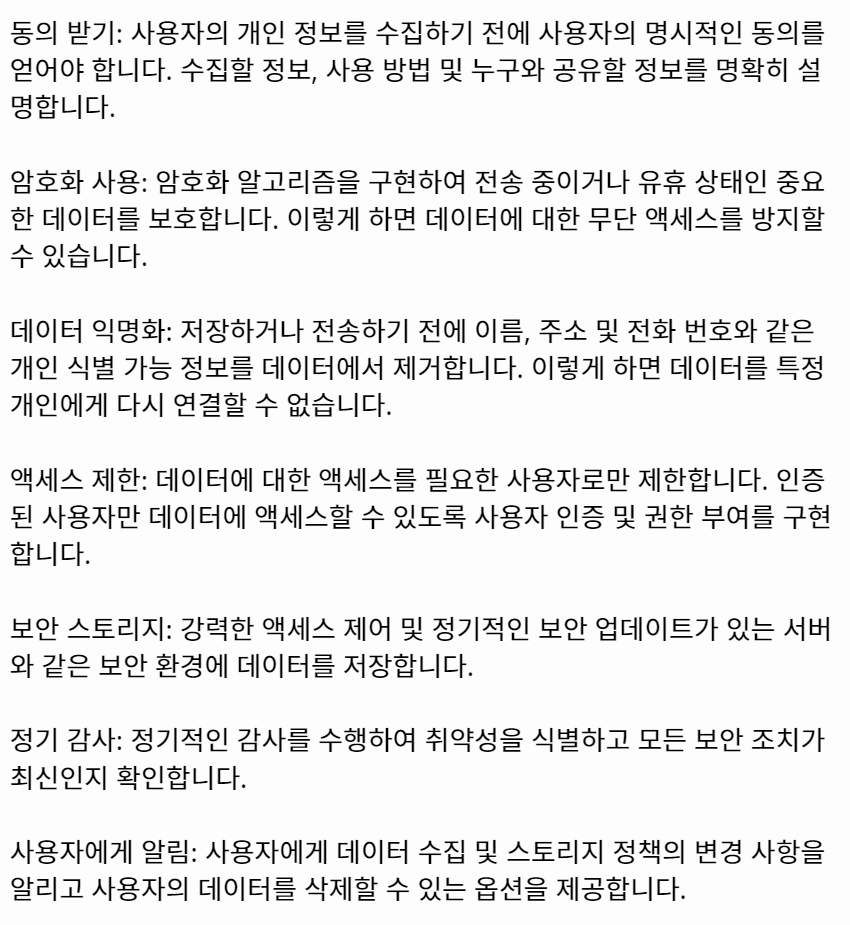 동의 받기: 사용자의 개인 정보를 수집하기 전에 사용자의 명시적인 동의를
얻어야 합니다. 수집할 정보, 사용 방법 및 누구와 공유할 정보를 명확히 설
명합니다.
암호화 사용: 암호화 알고리즘을 구현하여 전송 중이거나 유휴 상태인 중요
한 데이터를 보호합니다. 이렇게 하면 데이터에 대한 무단 액세스를 방지할
수 있습니다.
데이터 익명화: 저장하거나 전송하기 전에 이름, 주소 및 전화 번호와 같은
개인 식별 가능 정보를 데이터에서 제거합니다. 이렇게 하면 데이터를 특정
개인에게 다시 연결할 수 없습니다.
액세스 제한: 데이터에 대한 액세스를 필요한 사용자로만 제한합니다. 인증
된 사용자만 데이터에 액세스할 수 있도록 사용자 인증 및 권한 부여를 구현
합니다.
보안 스토리지: 강력한 액세스 제어 및 정기적인 보안 업데이트가 있는 서버
와 같은 보안 환경에 데이터를 저장합니다.
정기 감사: 정기적인 감사를 수행하여 취약성을 식별하고 모든 보안 조치가
최신인지 확인합니다.
사용자에게 알림: 사용자에게 데이터 수집 및 스토리지 정책의 변경 사항을
알리고 사용자의 데이터를 삭제할 수 있는 옵션을 제공합니다.